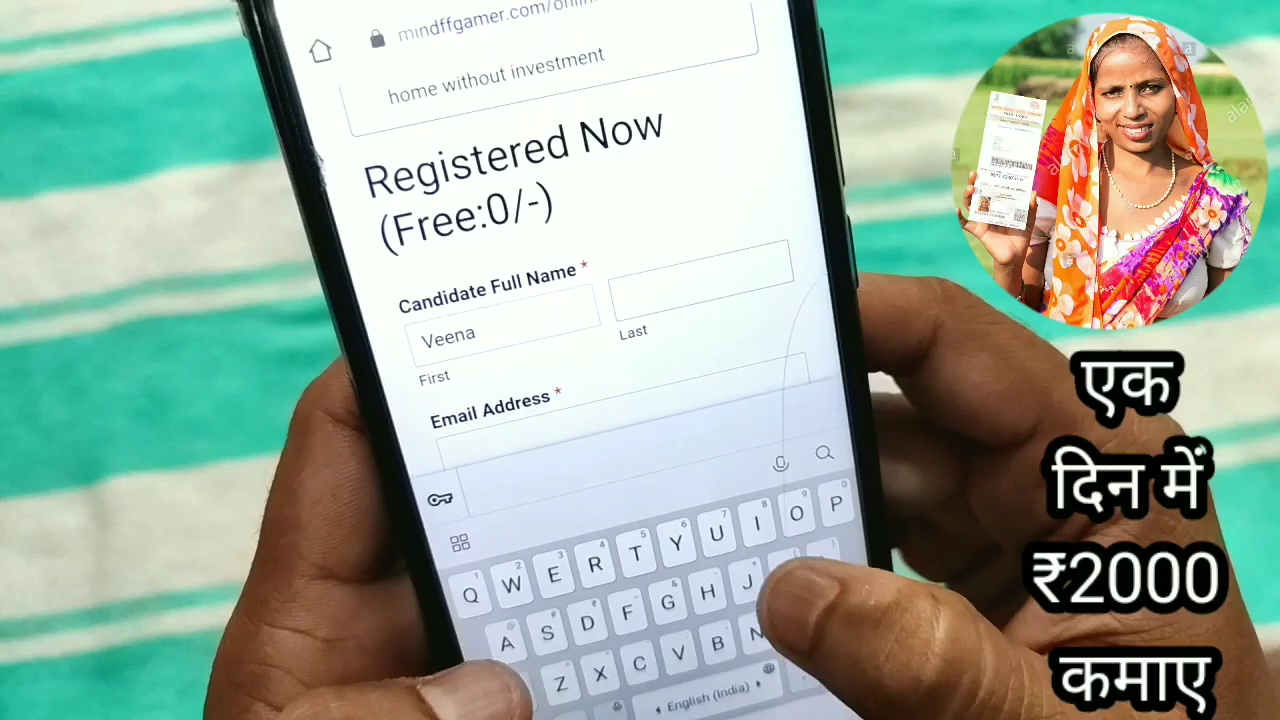 mindffgamer.com/onlin
home without investment
Registered Now
(Free:0/-)
Candidate Full Name *
Veena
First
Last
Email Address *
Q W E R T Y U I O P
A S D F G H J
Z X C V B N
English (India)
एक
दिन में
₹2000
कमाए